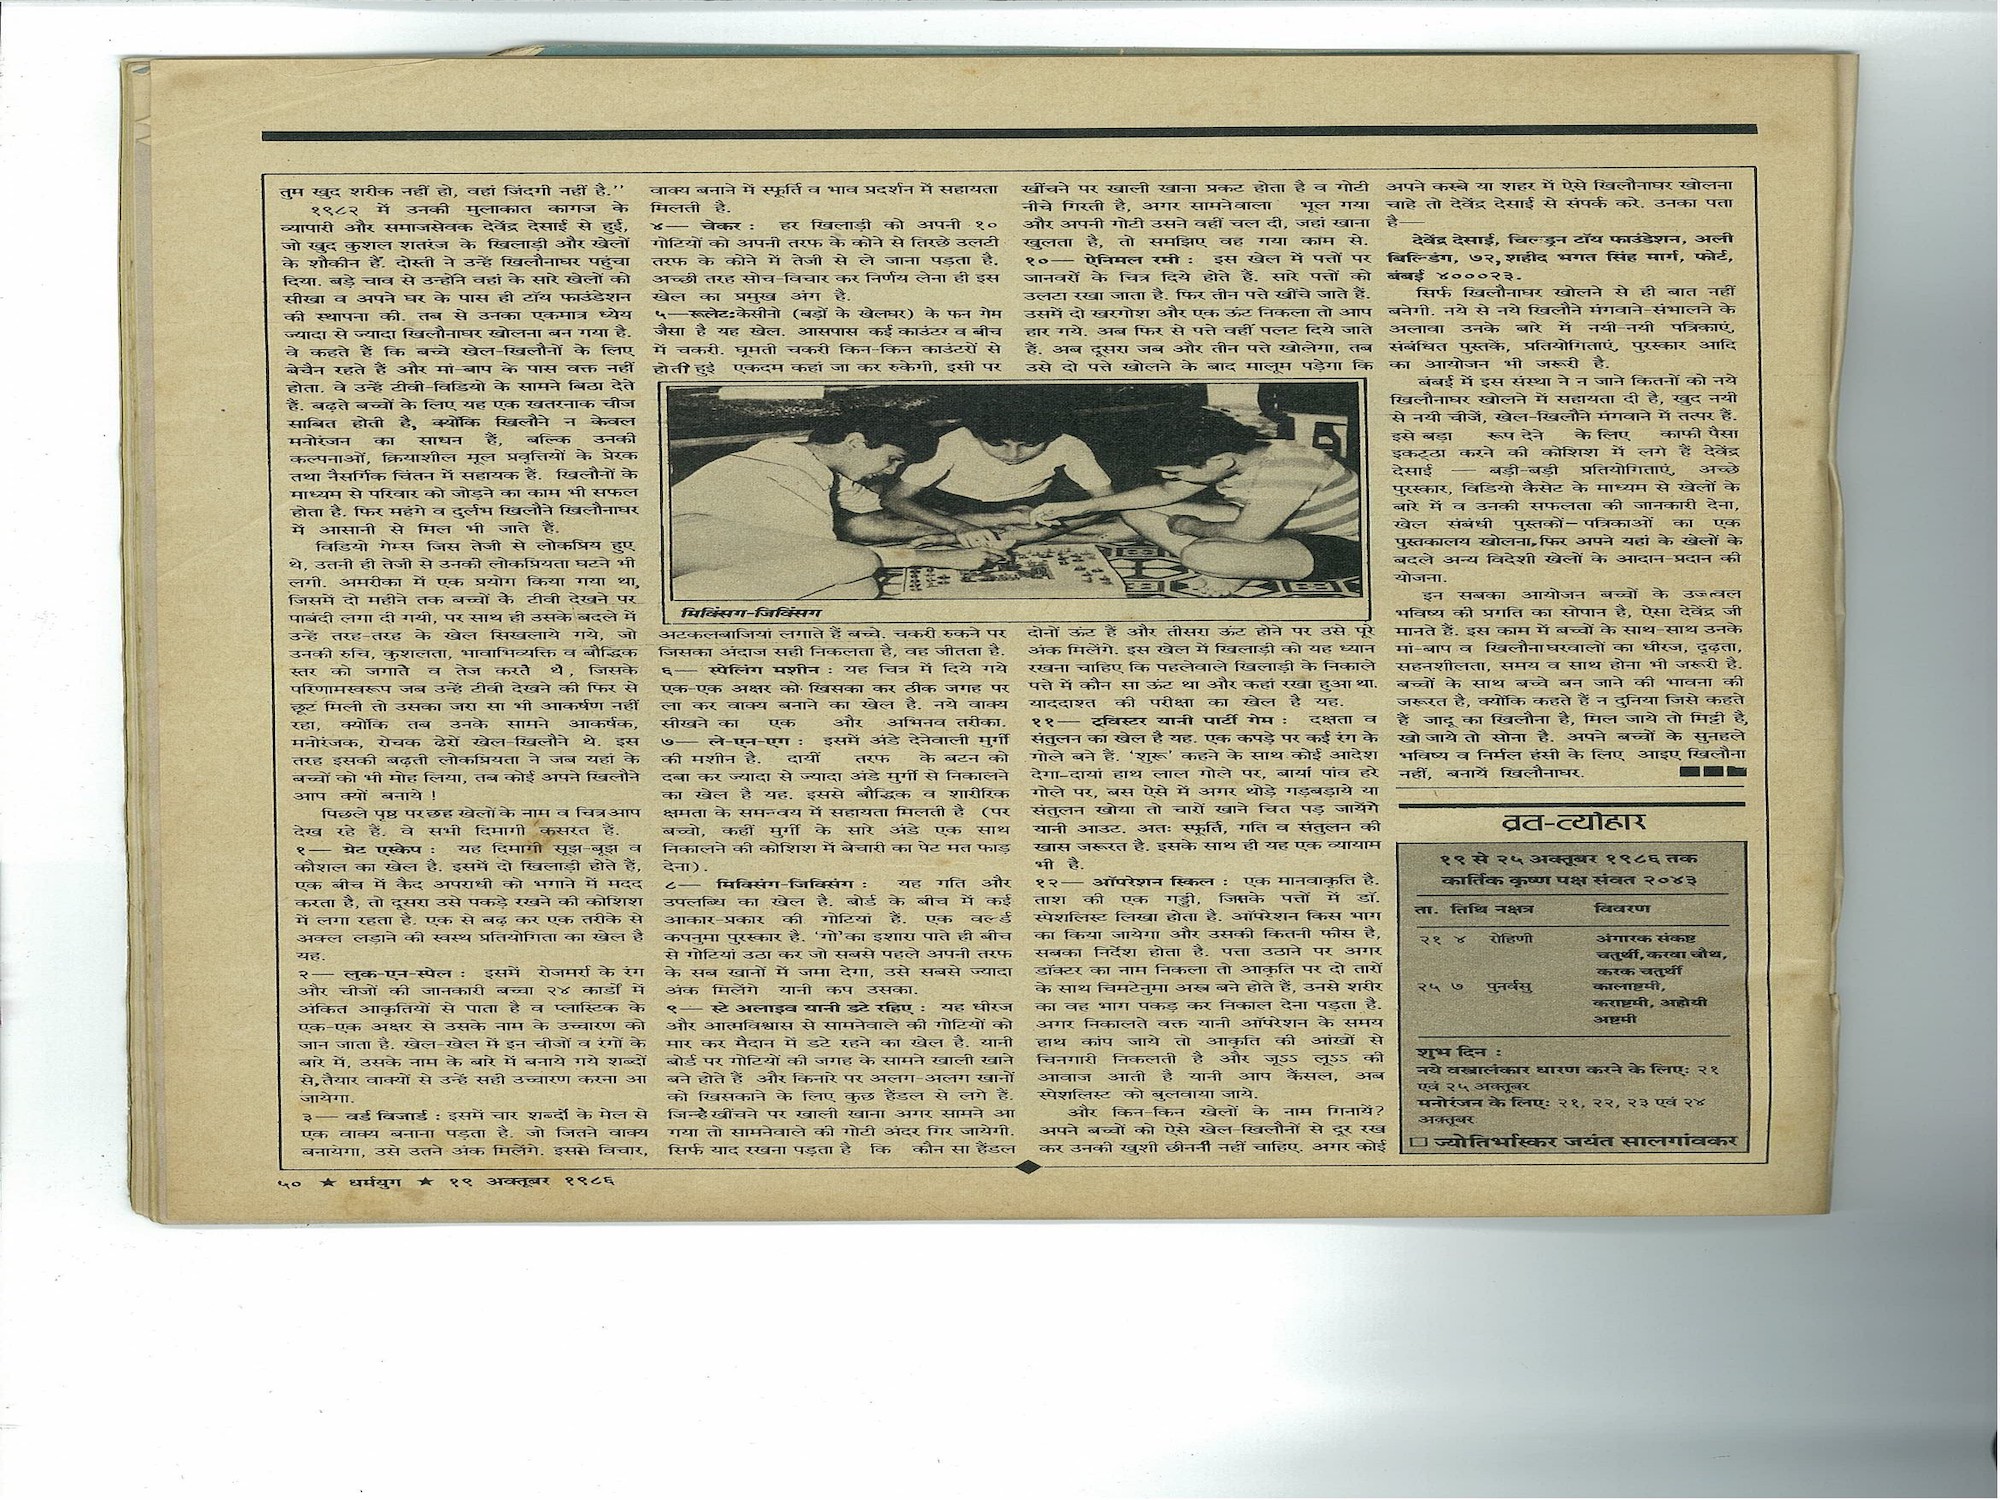 तुम खुद शरीक नहीं हो, वहां जिंदगी नहीं है.''
१९८२ में उनकी मुलाकात कागज के
व्यापारी और समाजसेवक देवेंद्र देसाई से हुई,
जो खुद कुशल शतरंज के खिलाड़ी और खेलों
के शौकीन हैं. दोस्ती ने उन्हें खिलौनाघर पहुंचा
दिया. बड़े चाव से उन्होंने वहां के सारे खेलों को
सीखा व अपने घर के पास ही टॉय फाउंडेशन
की स्थापना की. तब से उनका एकमात्र ध्येय
ज्यादा से ज्यादा खिलौनाघर खोलना बन गया है.
वे कहते हैं कि बच्चे खेल-खिलौनों के लिए
बेचैन रहते हैं और मां-बाप के पास वक्त नहीं
होता. वे उन्हें टीवी-विडियो के सामने बिठा देते
हैं. बढ़ते बच्चों के लिए यह एक खतरनाक चीज
साबित होती है, क्योंकि खिलौने न केवल
मनोरंजन का साधन हैं, बल्कि उनकी
कल्पनाओं, क्रियाशील मूल प्रवृत्तियों के प्रेरक
तथा नैसर्गिक चिंतन में सहायक हैं. खिलौनों के
माध्यम से परिवार को जोड़ने का काम भी सफल
होता है. फिर महंगे व दुर्लभ खिलौने खिलौनाघर
में आसानी से मिल भी जाते हैं.
विडियो गेम्स जिस तेजी से लोकप्रिय हुए
थे, उतनी ही तेजी से उनकी लोकप्रियता घटने भी
लगी. अमरीका में एक प्रयोग किया गया था,
जिसमें दो महीने तक बच्चों के टीवी देखने पर
पाबंदी लगा दी गयी, पर साथ ही उसके बदले में
उन्हें तरह-तरह के खेल सिखलाये गये, जो
उनकी रुचि, कुशलता, भावाभिव्यक्ति व बौद्धिक
स्तर को जगाते व तेज करते थे, जिसके
परिणामस्वरूप जब उन्हें टीवी देखने की फिर से
छूट मिली तो उसका जरा सा भी आकर्षण नहीं
रहा, क्योंकि तब उनके सामने आकर्षक,
मनोरंजक, रोचक ढेरों खेल-खिलौने थे. इस
तरह इसकी बढ़ती लोकप्रियता ने जब यहां के
बच्चों को भी मोह लिया, तब कोई अपने खिलौने
आप क्यों बनाये !
पिछले पृष्ठ पर छह खेलों के नाम व चित्र आप
देख रहे हैं. वे सभी दिमागी कसरत हैं.
१— ग्रेट एस्केप : यह दिमागी सूझ-बूझ व
कौशल का खेल है. इसमें दो खिलाड़ी होते हैं,
एक बीच में कैद अपराधी को भगाने में मदद
करता है, तो दूसरा उसे पकड़े रखने की कोशिश
में लगा रहता है. एक से बढ़ कर एक तरीके से
अक्ल लड़ाने की स्वस्थ प्रतियोगिता का खेल है
यह.
२— लुक-एन-स्पेल : इसमें रोजमर्रा के रंग
और चीजों की जानकारी बच्चा २४ कार्डों में
अंकित आकृतियों से पाता है व प्लास्टिक के
एक-एक अक्षर से उसके नाम के उच्चारण को
जान जाता है. खेल-खेल में इन चीजों व रंगों के
बारे में, उसके नाम के बारे में बनाये गये शब्दों
से, तैयार वाक्यों से उन्हें सही उच्चारण करना आ
जायेगा.
३— वर्ड विजार्ड : इसमें चार शब्दों के मेल से
एक वाक्य बनाना पड़ता है. जो जितने वाक्य
बनायगा, उसे उतने अंक मिलेंगे. इससे विचार,
वाक्य बनाने में स्फूर्ति व भाव प्रदर्शन में सहायता
मिलती है.
४— चेकर : हर खिलाड़ी को अपनी १०
गोटियों को अपनी तरफ के कोने से तिरछे उलटी
तरफ के कोने में तेजी से ले जाना पड़ता है.
अच्छी तरह सोच-विचार कर निर्णय लेना ही इस
खेल का प्रमुख अंग है.
५—रूलेट:केसीनो (बड़ों के खेलघर) के फन गेम
जैसा है यह खेल. आसपास कई काउंटर व बीच
में चकरी. घूमती चकरी किन-किन काउंटरों से
होती हुई एकदम कहां जा कर रुकेगी, इसी पर
मिक्सिंग-जिक्सिंग
अटकलबाजियां लगाते हैं बच्चे. चकरी रुकने पर
जिसका अंदाज सही निकलता है, वह जीतता है.
६— स्पेलिंग मशीन : यह चित्र में दिये गये
एक-एक अक्षर को खिसका कर ठीक जगह पर
ला कर वाक्य बनाने का खेल है. नये वाक्य
सीखने का एक और अभिनव तरीका.
७— ले-एन-एग : इसमें अंडे देनेवाली मुर्गी
की मशीन है. दायीं तरफ के बटन को
दबा कर ज्यादा से ज्यादा अंडे मुर्गी से निकालने
का खेल है यह. इससे बौद्धिक व शारीरिक
क्षमता के समन्वय में सहायता मिलती है (पर
बच्चो, कहीं मुर्गी के सारे अंडे एक साथ
निकालने की कोशिश में बेचारी का पेट मत फाड़
देना).
८— मिक्सिंग-जिक्सिंग : यह गति और
उपलब्धि का खेल है. बोर्ड के बीच में कई
आकार-प्रकार की गोटियां हैं. एक वर्ल्ड
कपनुमा पुरस्कार है. 'गो' का इशारा पाते ही बीच
से गोटियां उठा कर जो सबसे पहले अपनी तरफ
के सब खानों में जमा देगा, उसे सबसे ज्यादा
अंक मिलेंगे यानी कप उसका.
९— स्टे अलाइव यानी डटे रहिए : यह धीरज
और आत्मविश्वास से सामनेवाले की गोटियों को
मार कर मैदान में डटे रहने का खेल है. यानी
बोर्ड पर गोटियों की जगह के सामने खाली खाने
बने होते हैं और किनारे पर अलग-अलग खानों
को खिसकाने के लिए कुछ हैंडल से लगे हैं.
जिन्हें खींचने पर खाली खाना अगर सामने आ
गया तो सामनेवाले की गोटी अंदर गिर जायेगी.
सिर्फ याद रखना पड़ता है कि कौन सा हैंडल
खींचने पर खाली खाना प्रकट होता है व गोटी
नीचे गिरती है, अगर सामनेवाला भूल गया
और अपनी गोटी उसने वहीं चल दी, जहां खाना
खुलता है, तो समझिए वह गया काम से.
१०— ऐनिमल रमी : इस खेल में पत्तों पर
जानवरों के चित्र दिये होते हैं. सारे पत्तों को
उलटा रखा जाता है. फिर तीन पत्ते खींचे जाते हैं.
उसमें दो खरगोश और एक ऊंट निकला तो आप
हार गये. अब फिर से पत्ते वहीं पलट दिये जाते
हैं. अब दूसरा जब और तीन पत्ते खोलेगा, तब
उसे दो पत्ते खोलने के बाद मालूम पड़ेगा कि
दोनों ऊंट हैं और तीसरा ऊंट होने पर उसे पूरे
अंक मिलेंगे. इस खेल में खिलाड़ी को यह ध्यान
रखना चाहिए कि पहलेवाले खिलाड़ी के निकाले
पत्ते में कौन सा ऊंट था और कहां रखा हुआ था.
याददाश्त की परीक्षा का खेल है यह.
११— ट्विस्टर यानी पार्टी गेम : दक्षता व
संतुलन का खेल है यह. एक कपड़े पर कई रंग के
गोले बने हैं. 'शुरू' कहने के साथ कोई आदेश
देगा-दायां हाथ लाल गोले पर, बायां पांव हरे
गोले पर, बस ऐसे में अगर थोड़े गड़बड़ाये या
संतुलन खोया तो चारों खाने चित पड़ जायेंगे
यानी आउट. अतः स्फूर्ति, गति व संतुलन की
खास जरूरत है. इसके साथ ही यह एक व्यायाम
भी है.
१२— ऑपरेशन स्किल : एक मानवाकृति है.
ताश की एक गड्डी, जिसके पत्तों में डॉ.
स्पेशलिस्ट लिखा होता है. ऑपरेशन किस भाग
का किया जायेगा और उसकी कितनी फीस है,
सबका निर्देश होता है. पत्ता उठाने पर अगर
डॉक्टर का नाम निकला तो आकृति पर दो तारों
के साथ चिमटेनुमा अस्त्र बने होते हैं, उनसे शरीर
का वह भाग पकड़ कर निकाल देना पड़ता है.
अगर निकालते वक्त यानी ऑपरेशन के समय
हाथ कांप जाये तो आकृति की आंखों से
चिनगारी निकलती है और जूऽऽ लूऽऽ की
आवाज आती है यानी आप कैंसल, अब
स्पेशलिस्ट को बुलवाया जाये.
और किन-किन खेलों के नाम गिनायें?
अपने बच्चों को ऐसे खेल-खिलौनों से दूर रख
कर उनकी खुशी छीननी नहीं चाहिए. अगर कोई
अपने कस्बे या शहर में ऐसे खिलौनाघर खोलना
चाहे तो देवेंद्र देसाई से संपर्क करे. उनका पता
है—
देवेंद्र देसाई, चिल्ड्रन टॉय फाउंडेशन, अली
बिल्डिंग, ७२, शहीद भगत सिंह मार्ग, फोर्ट,
बंबई ४०००२३.
सिर्फ खिलौनाघर खोलने से ही बात नहीं
बनेगी. नये से नये खिलौने मंगवाने-संभालने के
अलावा उनके बारे में नयी-नयी पत्रिकाएं,
संबंधित पुस्तकें, प्रतियोगिताएं, पुरस्कार आदि
का आयोजन भी जरूरी है.
बंबई में इस संस्था ने न जाने कितनों को नये
खिलौनाघर खोलने में सहायता दी है, खुद नयी
से नयी चीजें, खेल-खिलौने मंगवाने में तत्पर हैं.
इसे बड़ा रूप देने के लिए काफी पैसा
इकट्ठा करने की कोशिश में लगे हैं देवेंद्र
देसाई — बड़ी-बड़ी प्रतियोगिताएं, अच्छे
पुरस्कार, विडियो कैसेट के माध्यम से खेलों के
बारे में व उनकी सफलता की जानकारी देना,
खेल संबंधी पुस्तकों-पत्रिकाओं का एक
पुस्तकालय खोलना, फिर अपने यहां के खेलों के
बदले अन्य विदेशी खेलों के आदान-प्रदान की
योजना.
इन सबका आयोजन बच्चों के उज्ज्वल
भविष्य की प्रगति का सोपान है, ऐसा देवेंद्र जी
मानते हैं. इस काम में बच्चों के साथ-साथ उनके
मां-बाप व खिलौनाघरवालों का धीरज, दृढ़ता,
सहनशीलता, समय व साथ होना भी जरूरी है.
बच्चों के साथ बच्चे बन जाने की भावना की
जरूरत है, क्योंकि कहते हैं न दुनिया जिसे कहते
हैं जादू का खिलौना है, मिल जाये तो मिट्टी है,
खो जाये तो सोना है. अपने बच्चों के सुनहले
भविष्य व निर्मल हंसी के लिए आइए खिलौना
नहीं, बनायें खिलौनाघर.
व्रत-त्योहार
१९ से २५ अक्तूबर १९८६ तक
कार्तिक कृष्ण पक्ष संवत २०४३
ता. तिथि नक्षत्र विवरण
२१ ४ रोहिणी अंगारक संकष्ट
चतुर्थी, करवा चौथ,
करक चतुर्थी
२५ ७ पुनर्वसु कालाष्टमी,
कराष्टमी, अहोयी
अष्टमी
शुभ दिन :
नये वस्त्रालंकार धारण करने के लिए: २१
एवं २५ अक्तूबर
मनोरंजन के लिए: २१, २२, २३ एवं २४
अक्तूबर
□ ज्योतिर्भास्कर जयंत सालगांवकर
५० ★ धर्मयुग ★ १९ अक्तूबर १९८६